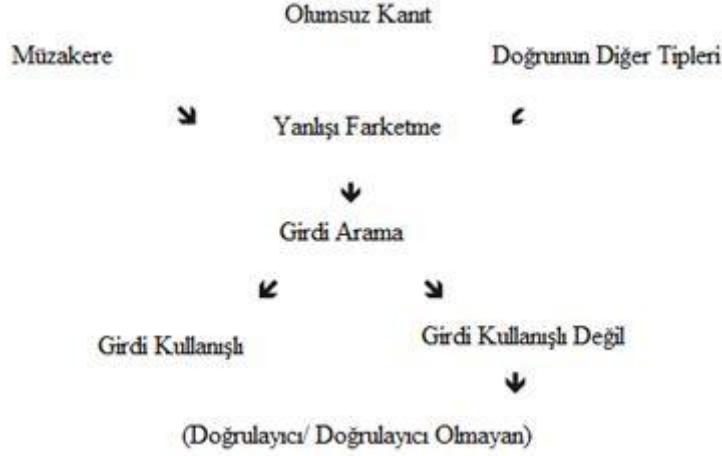 Olumsuz Kanıt
Müzakere
Doğrunun Diğer Tipleri
Yanlışı Farketme
Girdi Arama
Girdi Kullanışlı
Girdi Kullanışlı Değil
(Doğrulayıcı/ Doğrulayıcı Olmayan)